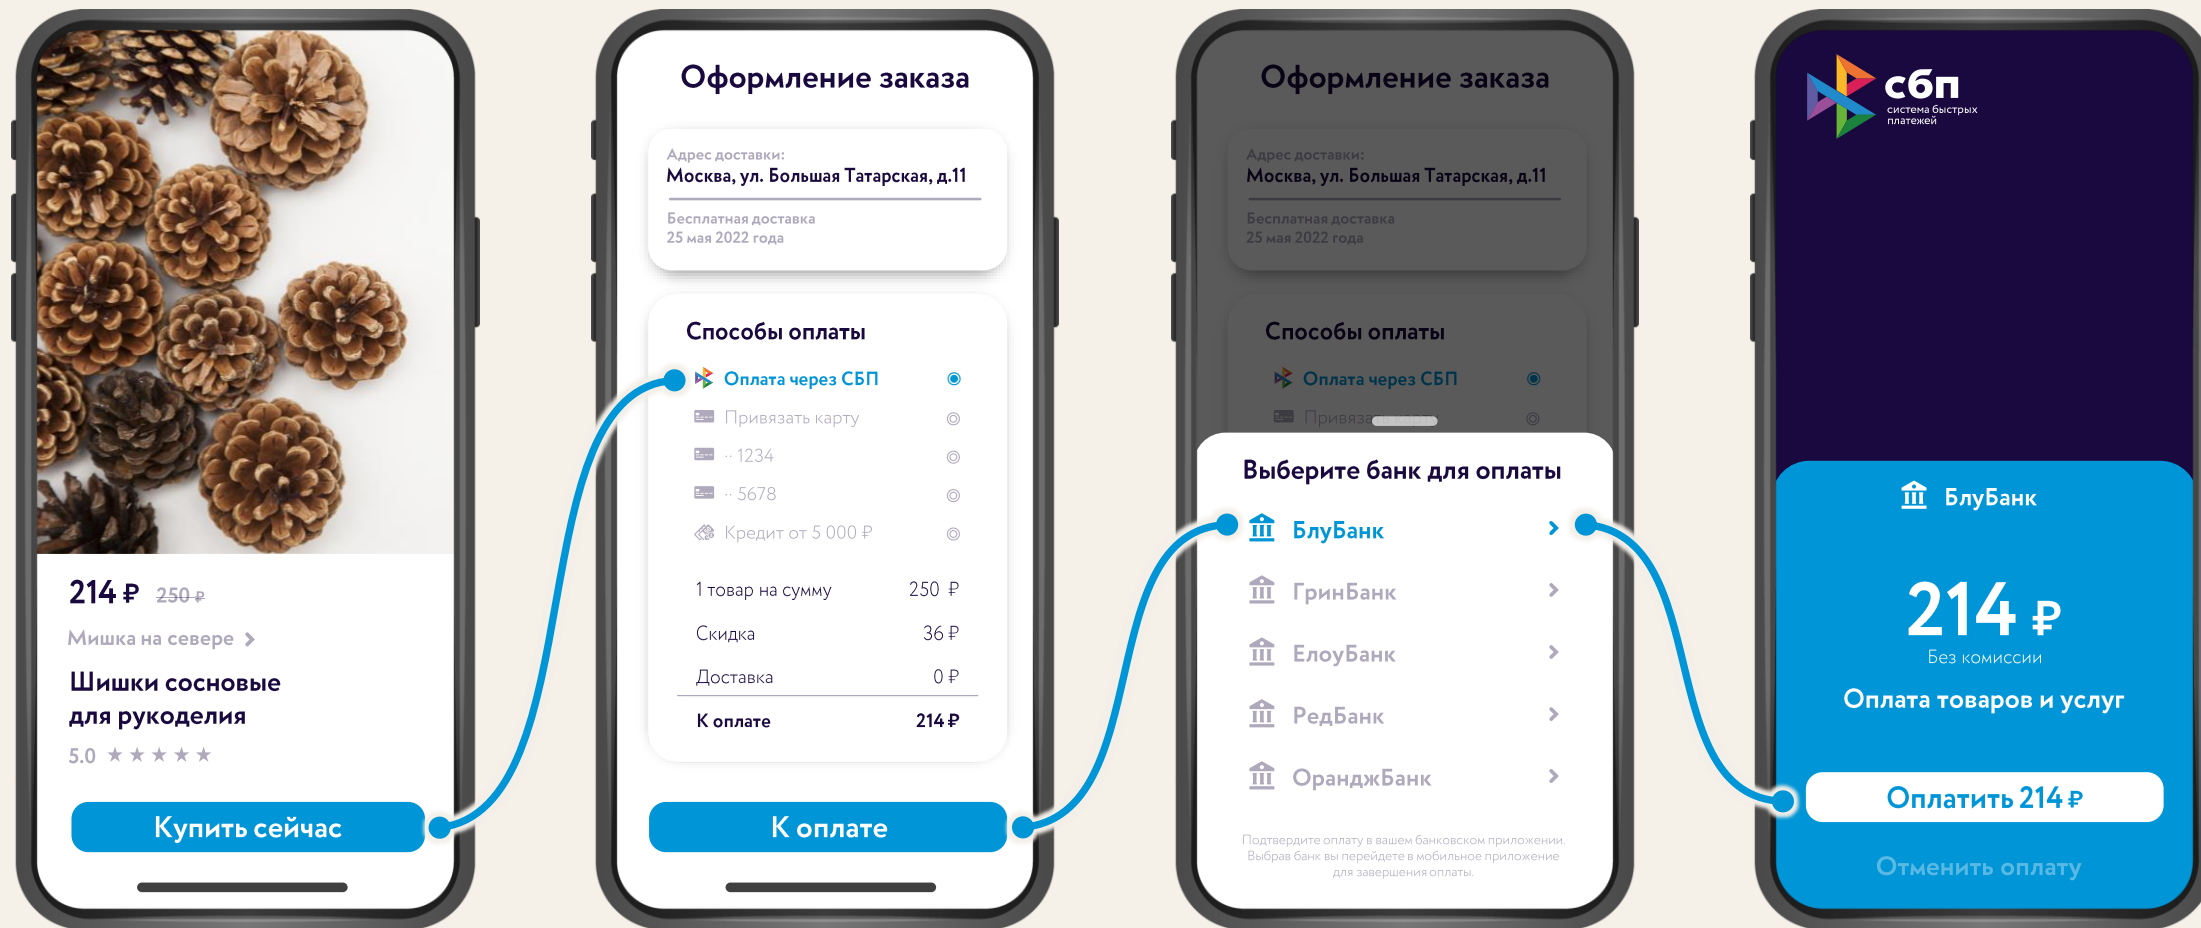 214 ₽ 250 ₽
Мишка на севере
Шишки сосновые
для рукоделия
5.0
Купить сейчас
Оформление заказа
Адрес доставки:
Москва, ул. Большая Татарская, д.11
Бесплатная доставка
25 мая 2022 года
Способы оплаты
Оплата через СБП
Привязать карту
·· 1234
·· 5678
Кредит от 5 000 ₽
1 товар на сумму 250 ₽
Скидка 36 ₽
Доставка 0 ₽
К оплате 214 ₽
К оплате
Оформление заказа
Адрес доставки:
Москва, ул. Большая Татарская, д.11
Бесплатная доставка
25 мая 2022 года
Способы оплаты
Оплата через СБП
Привязать карту
Выберите банк для оплаты
БлуБанк
ГринБанк
ЕлоуБанк
РедБанк
ОранджБанк
Подтвердите оплату в вашем банковском приложении.
Выбрав банк вы перейдете в мобильное приложение
для завершения оплаты.
сбп
система быстрых
платежей
БлуБанк
214 ₽
Без комиссии
Оплата товаров и услуг
Оплатить 214 ₽
Отменить оплату